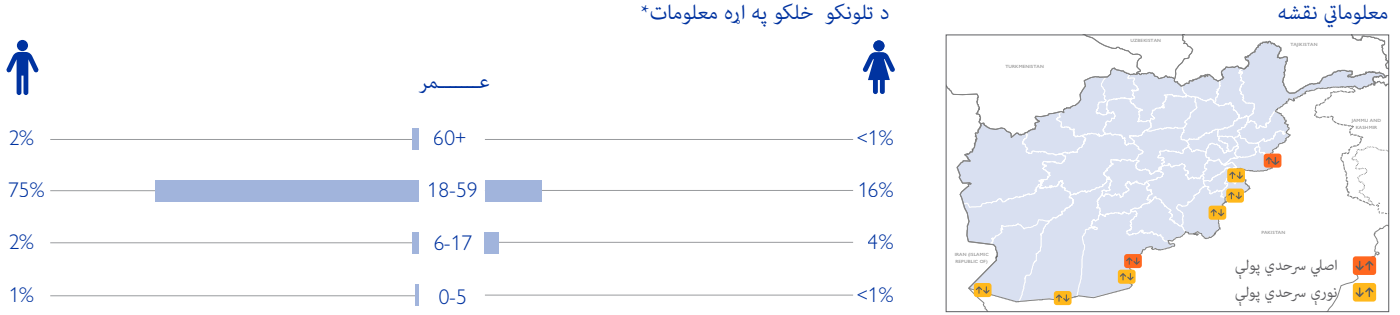 معلوماتي نقشه
د تلونکو خلکو په اړه معلومات*
عـــــمر
2% 60+ <1%
75% 18-59 16%
2% 6-17 4%
1% 0-5 <1%
UZBEKISTAN
TAJIKISTAN
TURKMENISTAN
JAMMU AND
KASHMIR
PAKISTAN
IRAN (ISLAMIC
REPUBLIC OF)
اصلي سرحدي پولې
نورې سرحدي پولې